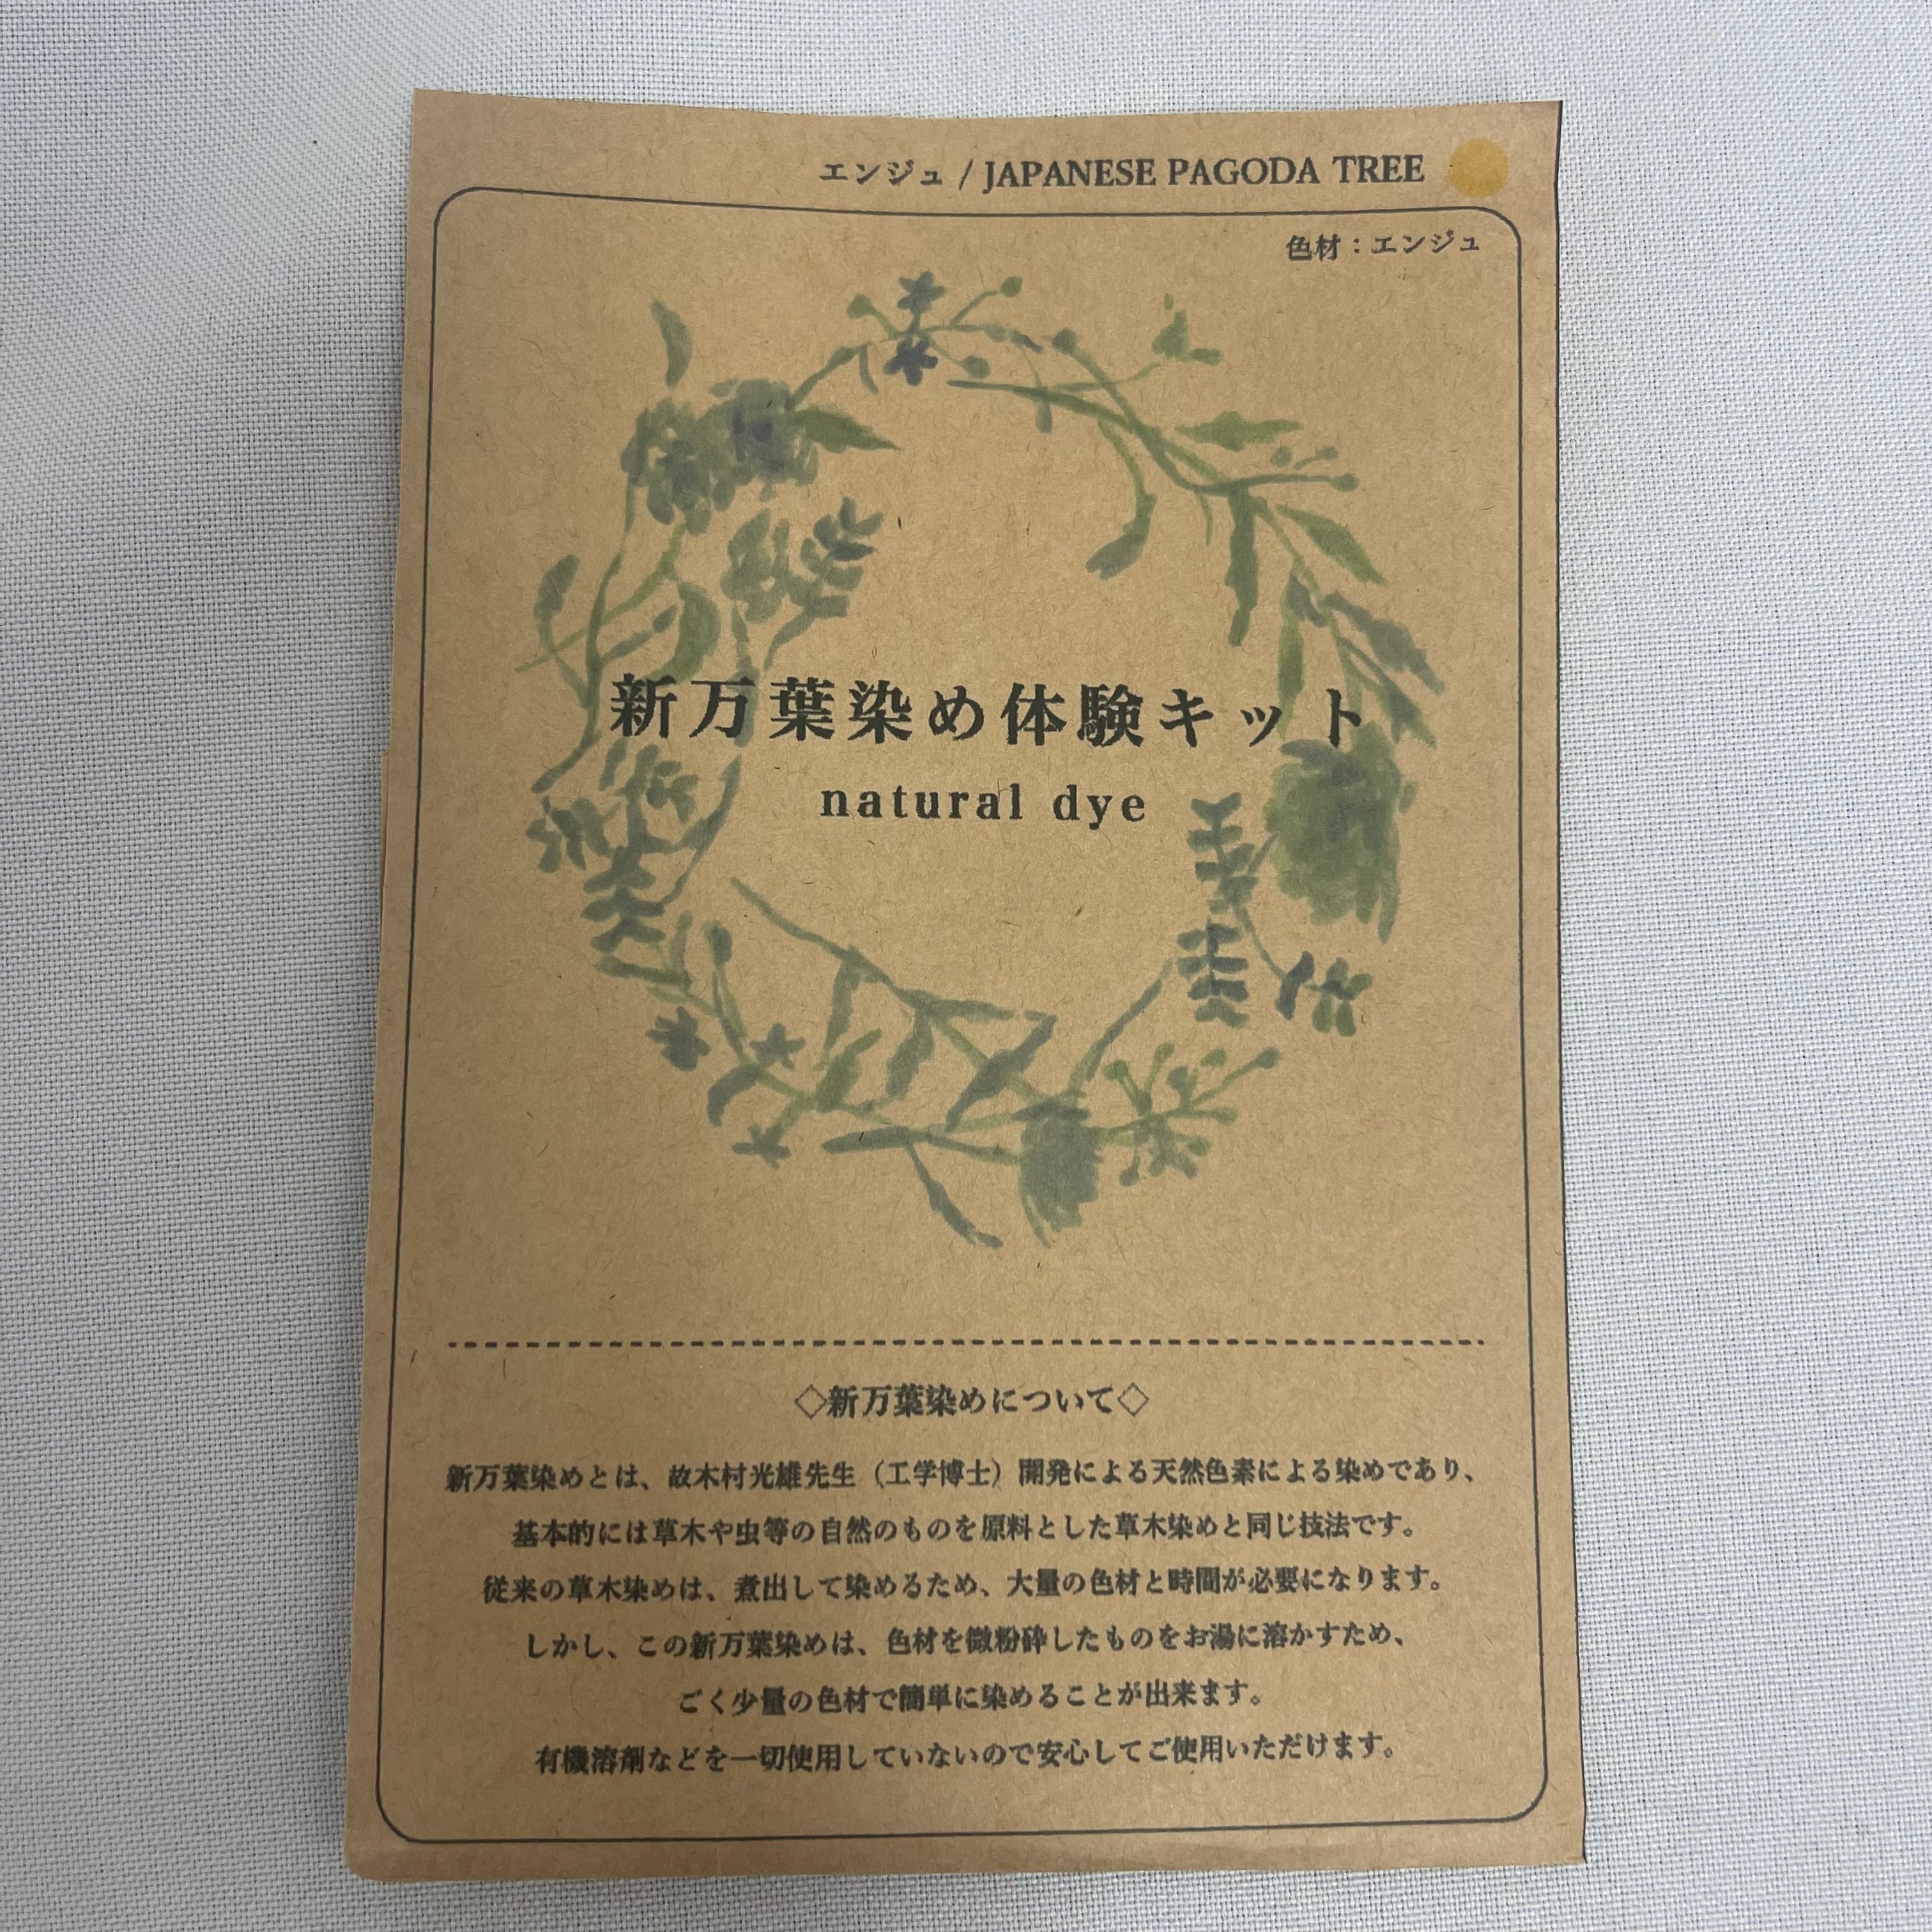 エンジュ / JAPANESE PAGODA TREE
色材：エンジュ
新万葉染め体験キット
natural dye
◇新万葉染めについて◇
新万葉染めとは、故木村光雄先生（工学博士）開発による天然色素による染めであり、
基本的には草木や虫等の自然のものを原料とした草木染めと同じ技法です。
従来の草木染めは、煮出して染めるため、大量の色材と時間が必要になります。
しかし、この新万葉染めは、色材を微粉砕したものをお湯に溶かすため、
ごく少量の色材で簡単に染めることが出来ます。
有機溶剤などを一切使用していないので安心してご使用いただけます。